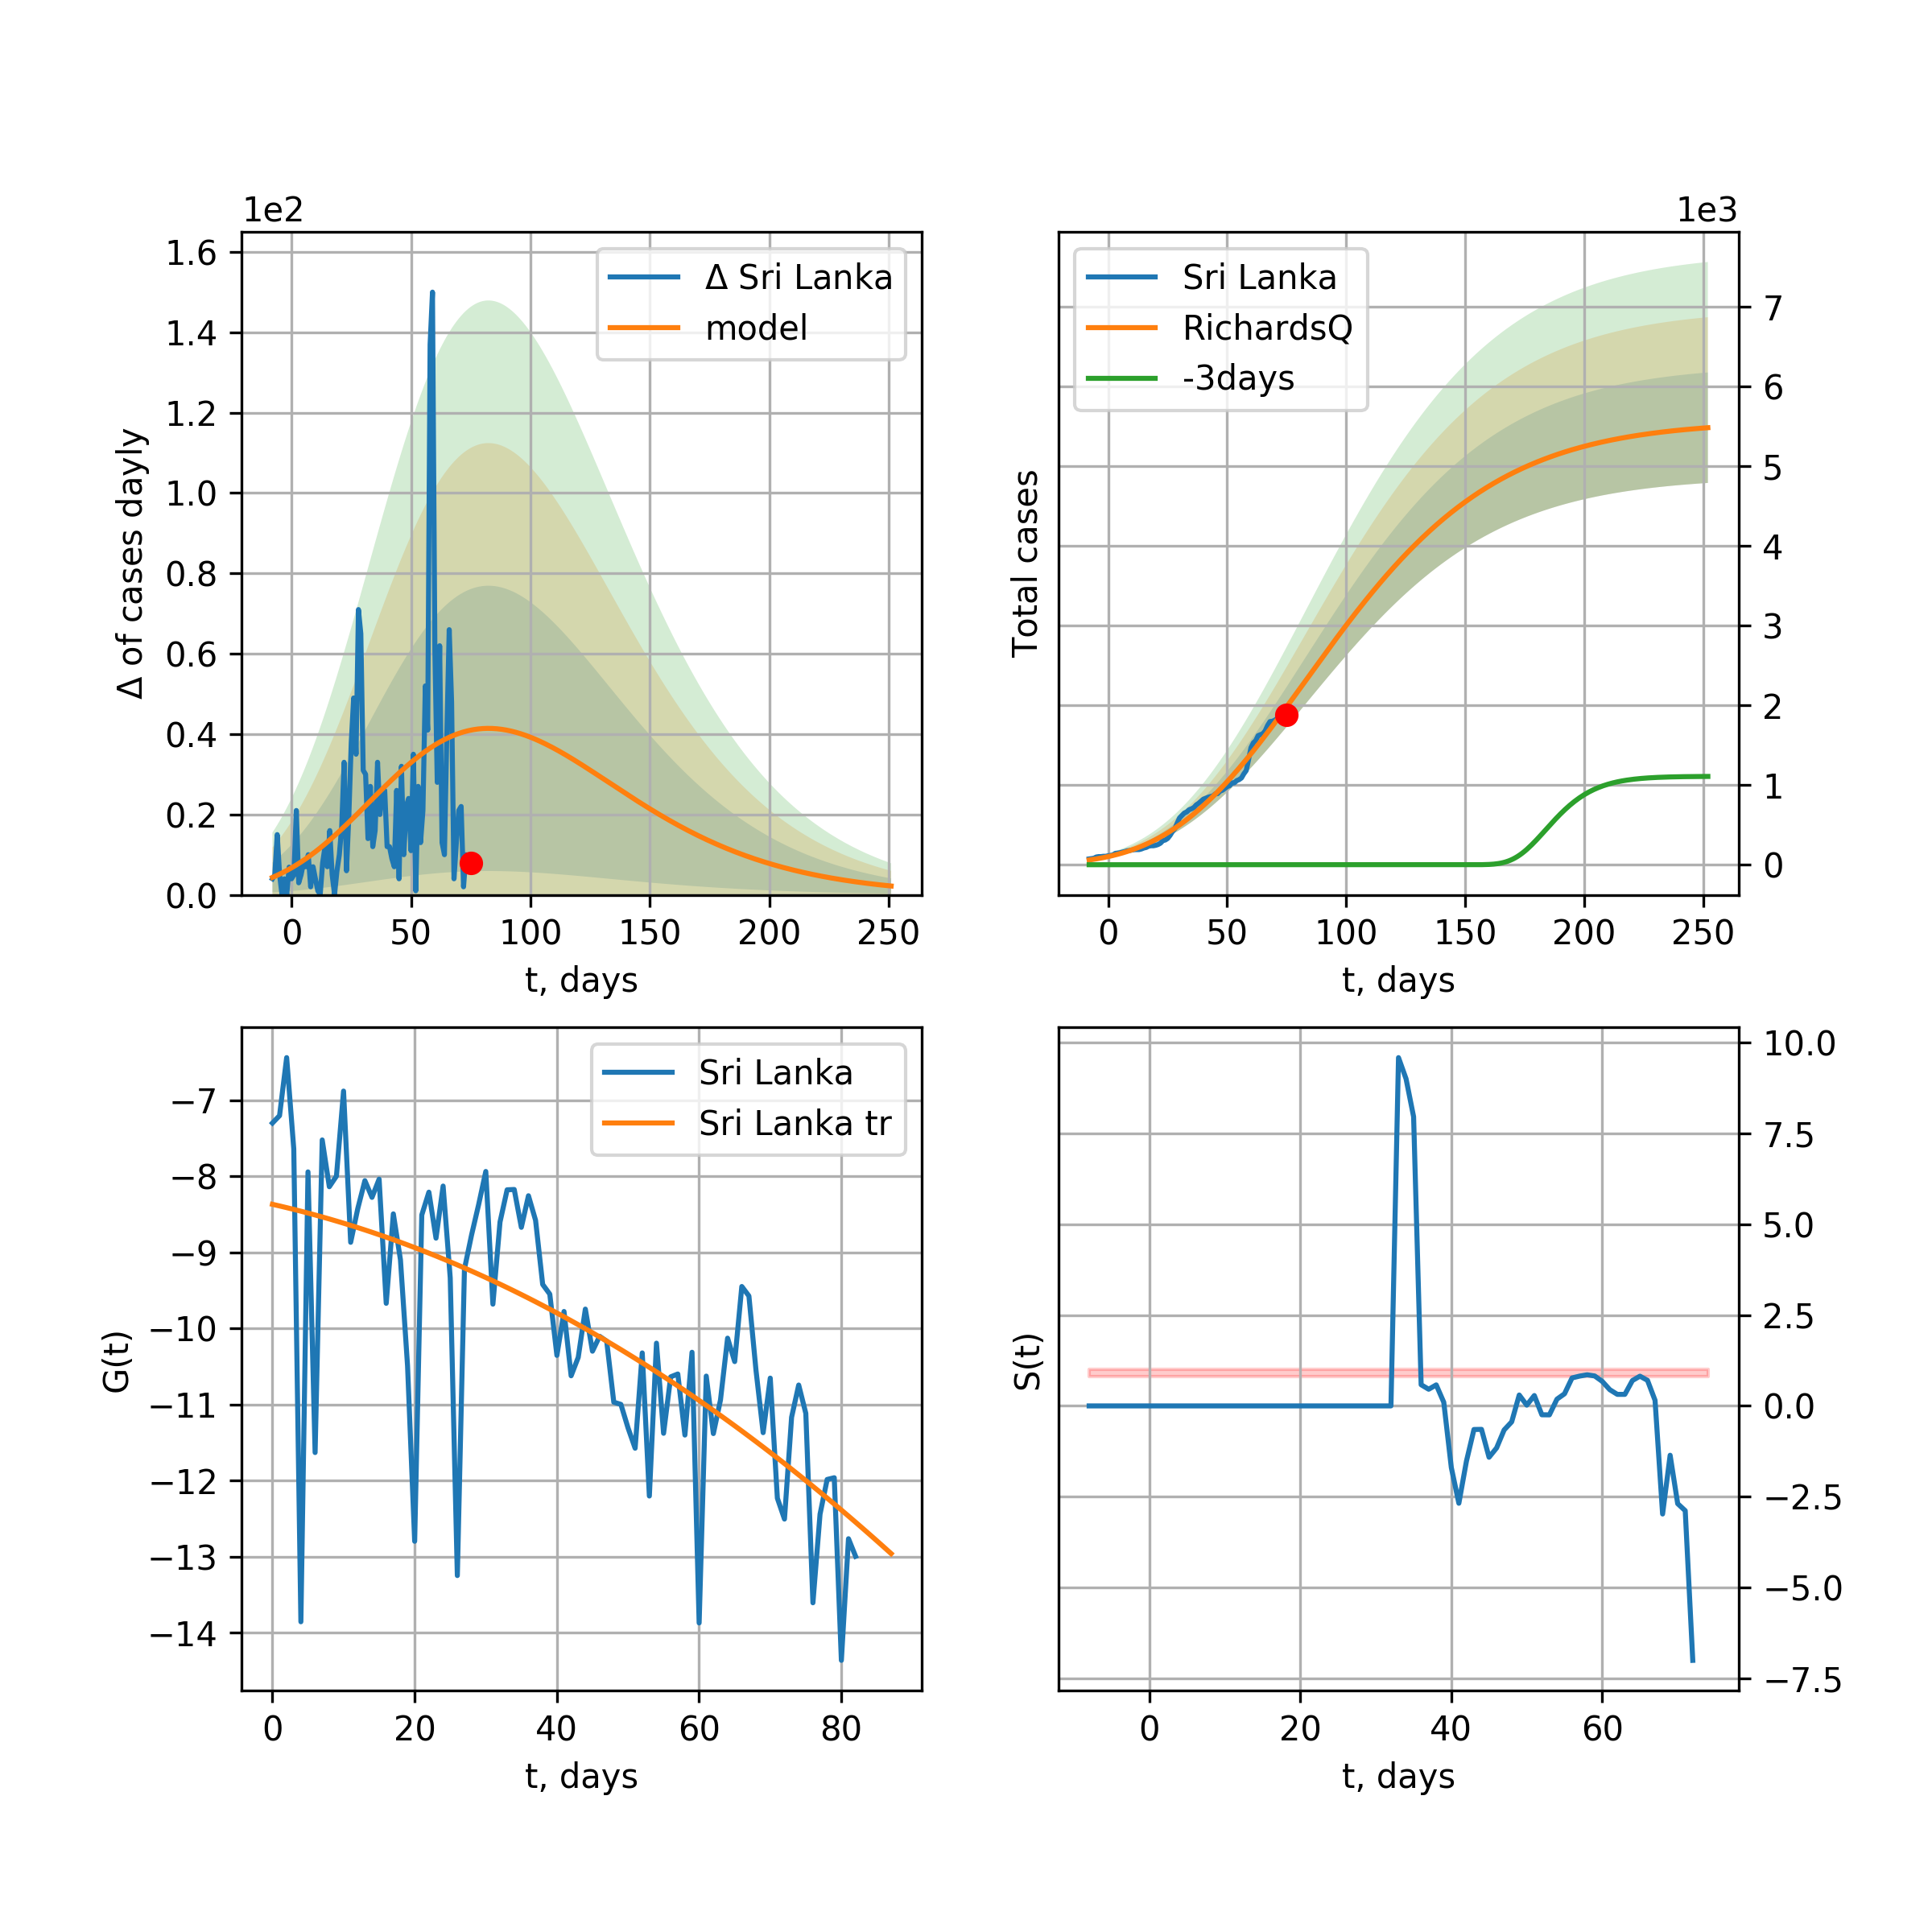 1e2
1.6
1.4
1.2
1.0
0.8
0.6
0.4
0.2
0.0
Δ of cases dayly
Δ Sri Lanka
model
0 50 100 150 200 250
t, days
1e3
Sri Lanka
RichardsQ
-3days
Total cases
7
6
5
4
3
2
1
0
0 50 100 150 200 250
t, days
−7
−8
−9
−10
−11
−12
−13
−14
G(t)
Sri Lanka
Sri Lanka tr
0 20 40 60 80
t, days
S(t)
10.0
7.5
5.0
2.5
0.0
−2.5
−5.0
−7.5
0 20 40 60
t, days